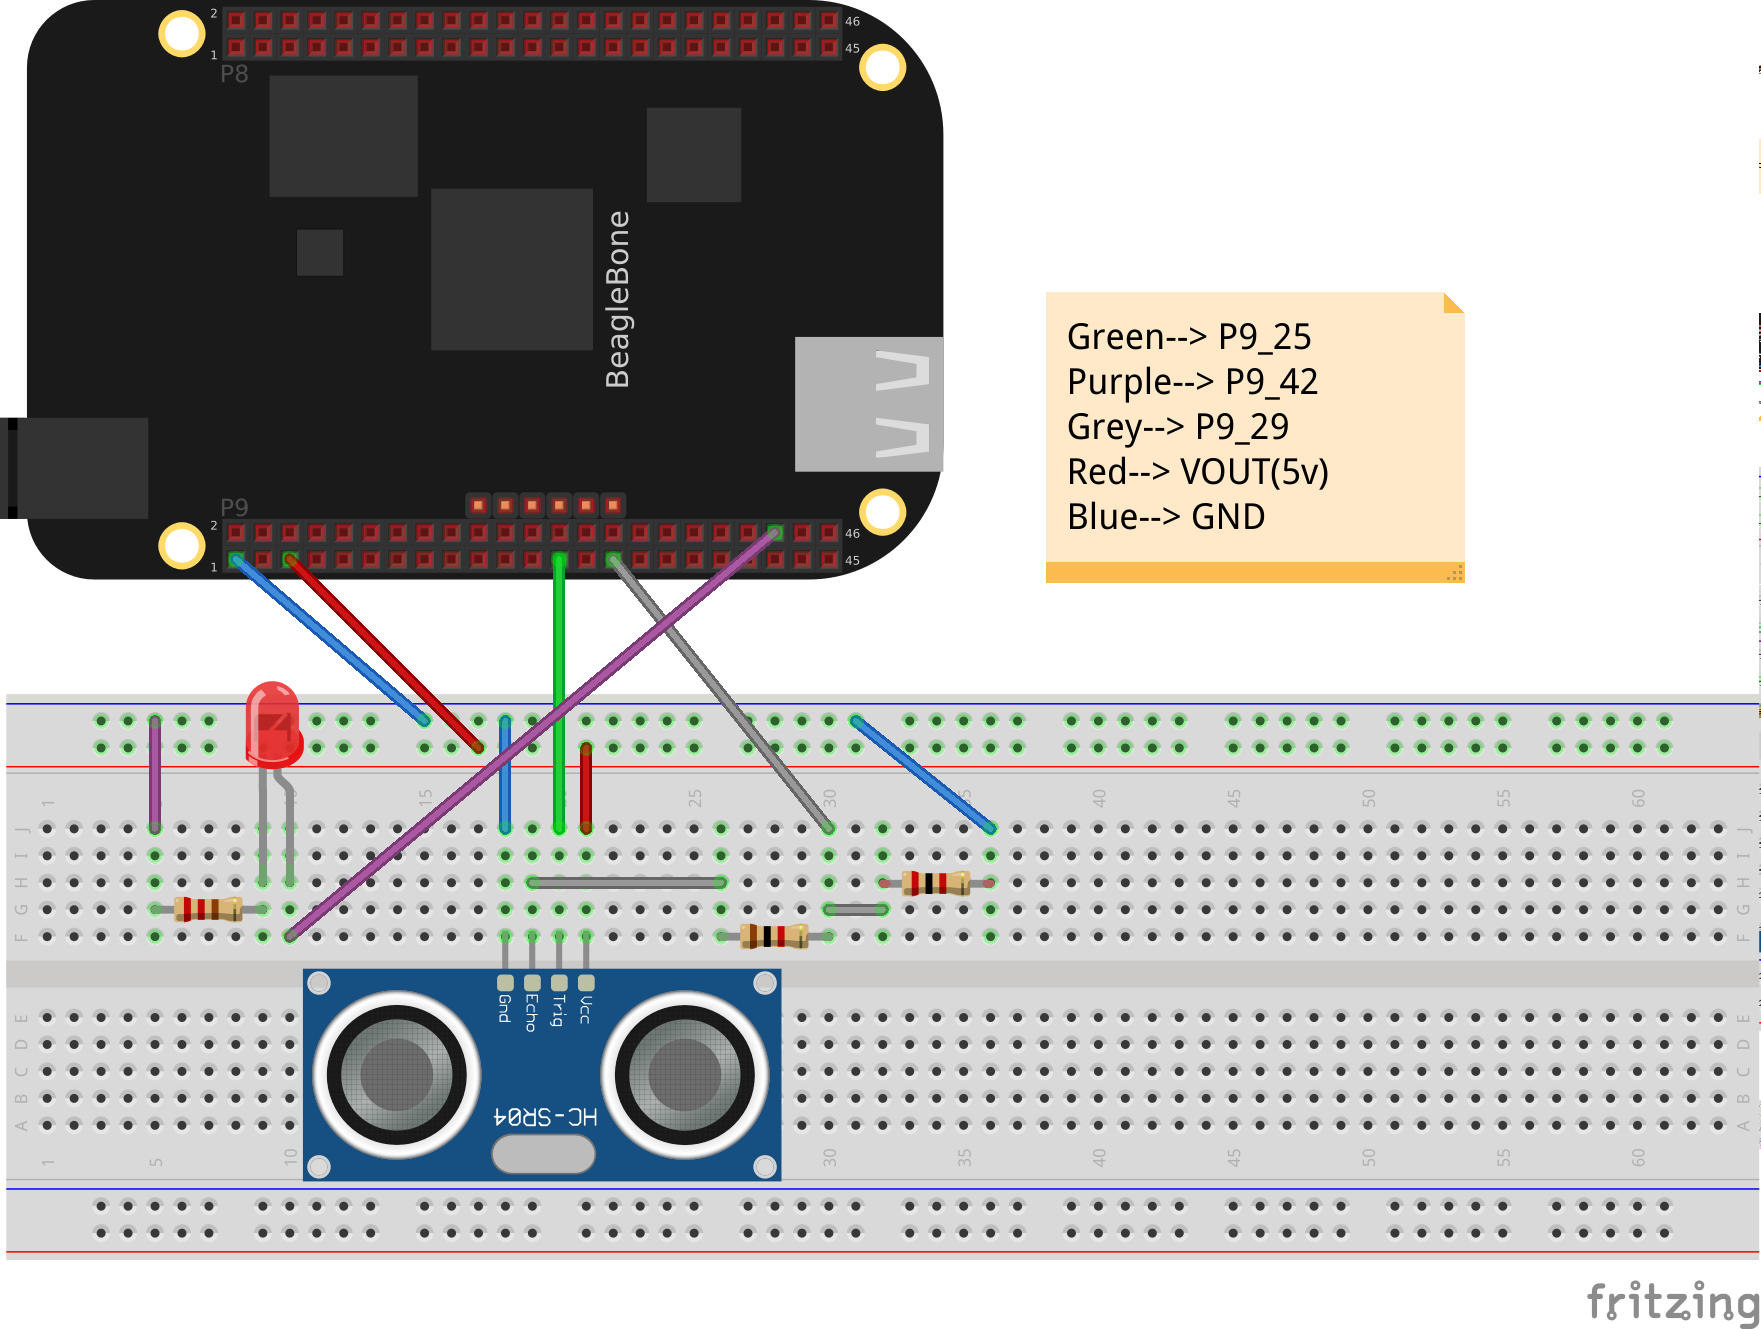 2
46
1
45
P8
BeagleBone
Green--> P9_25
Purple--> P9_42
Grey--> P9_29
Red--> VOUT(5v)
Blue--> GND
P9
2
46
1
45
1
15
25
30
35
40
45
50
55
60
J
J
I
I
H
H
G
G
F
F
Gnd
Echo
Trig
Vcc
E
E
D
D
C
C
B
B
HC-SR04
A
A
1
5
10
30
35
40
45
50
55
60
fritzing